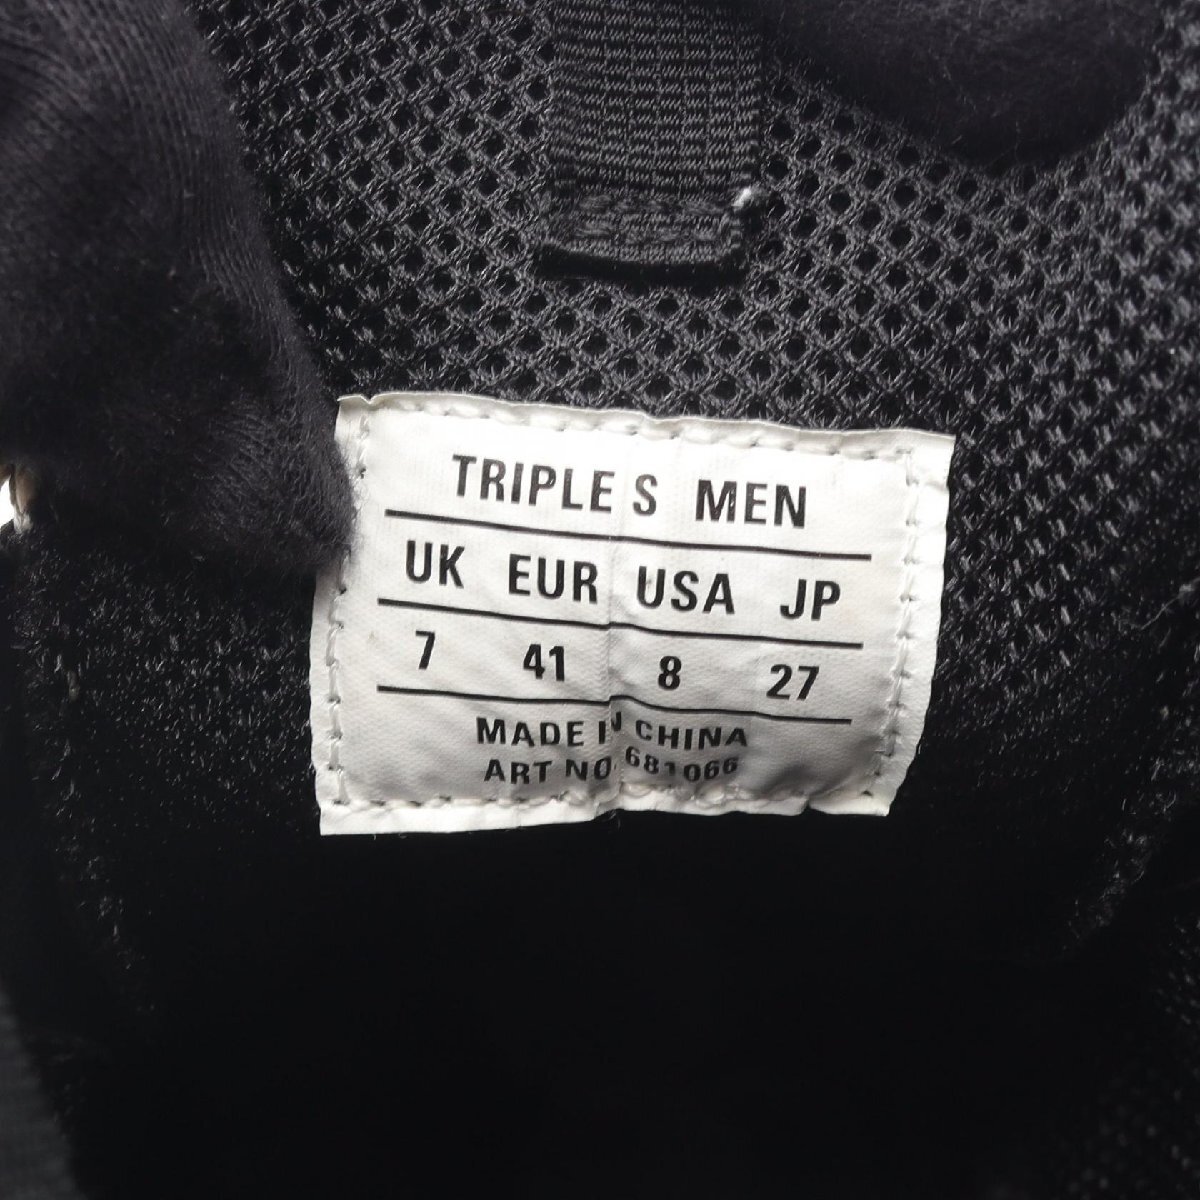 TRIPLE S MEN
UK EUR USA JP
7 41 8 27
MADE IN CHINA
ART NO 681066